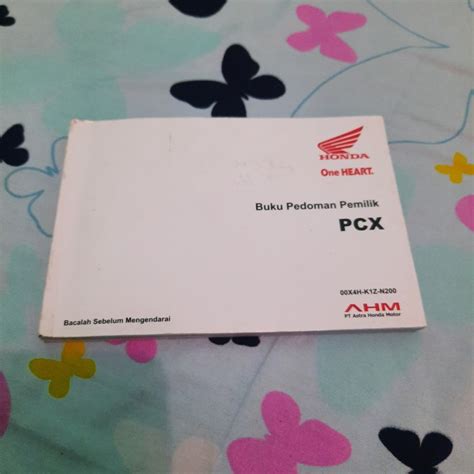 HONDA
One HEART.
Buku Pedoman Pemilik
PCX
00X4H-K1Z-N200
AHM
PT Astra Honda Motor
Bacalah Sebelum Mengendarai